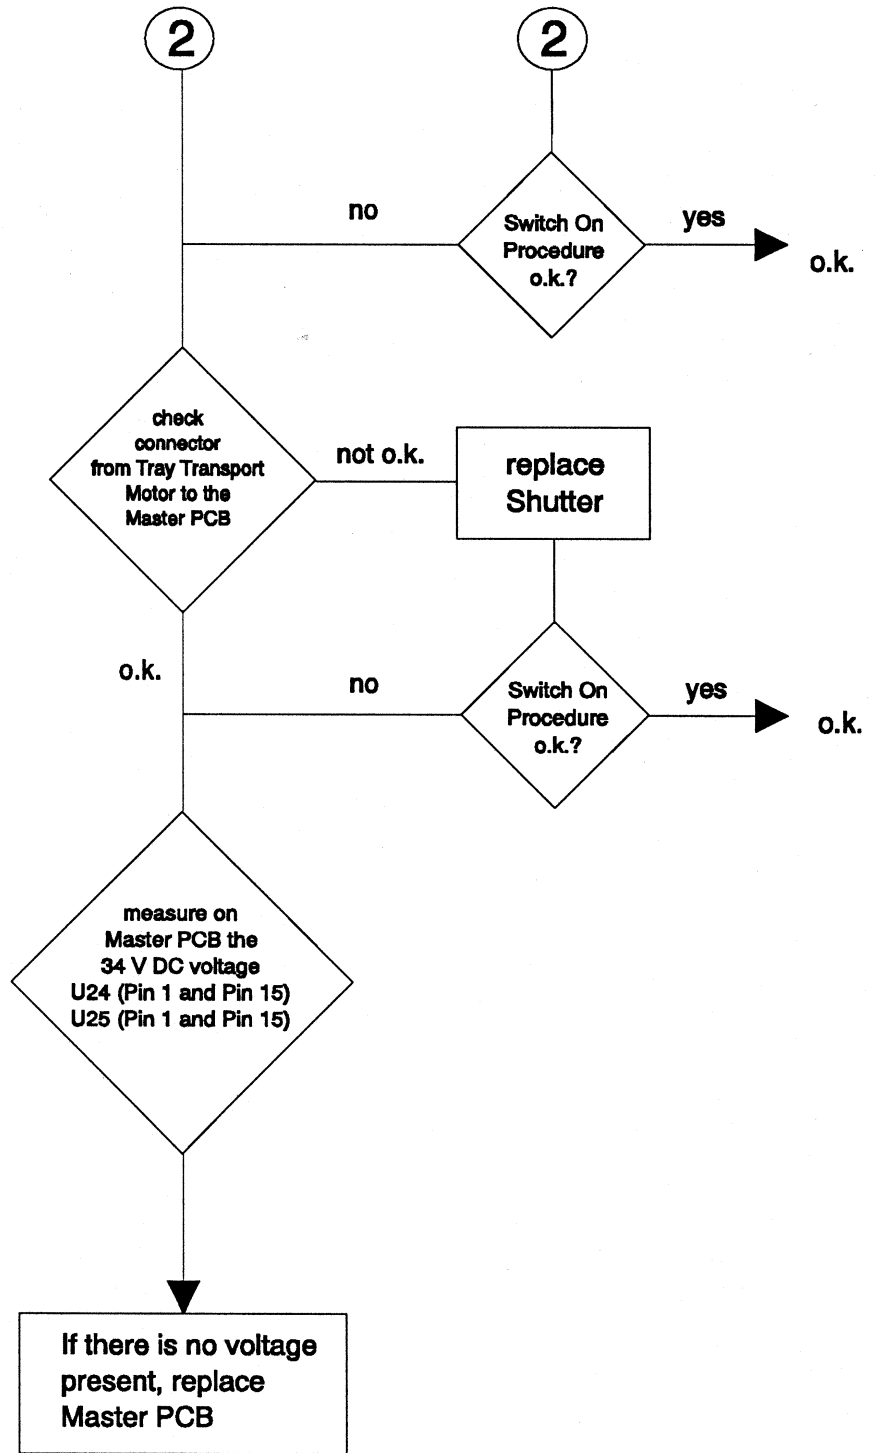 2
2
no
Switch On
Procedure
o.k.?
yes
o.k.
check
connector
from Tray Transport
Motor to the
Master PCB
not o.k.
replace
Shutter
o.k.
no
Switch On
Procedure
o.k.?
yes
o.k.
measure on
Master PCB the
34 V DC voltage
U24 (Pin 1 and Pin 15)
U25 (Pin 1 and Pin 15)
If there is no voltage
present, replace
Master PCB